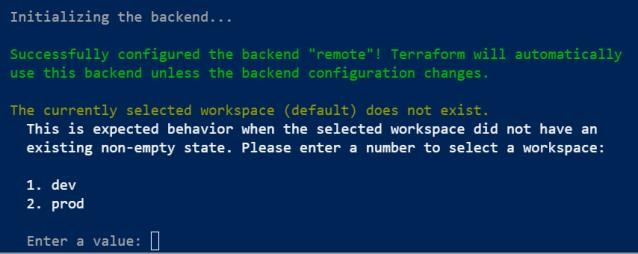 Initializing the backend...
Successfully configured the backend "remote"! Terraform will automatically
use this backend unless the backend configuration changes.
The currently selected workspace (default) does not exist.
This is expected behavior when the selected workspace did not have an
existing non-empty state. Please enter a number to select a workspace:
1. dev
2. prod
Enter a value: